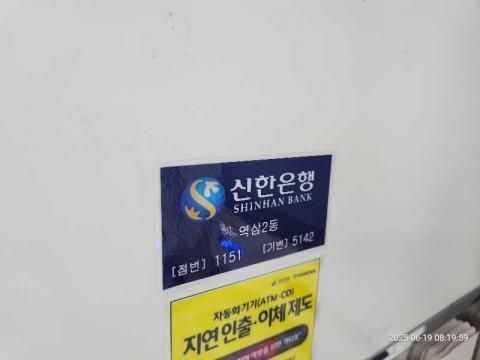 신한은행
SHINHAN BANK
역삼2동
[점번] 1151 [기번] 5142
자동화기기(ATM·CD)
지연 인출·이체 제도
2025-06-19 08:19:59